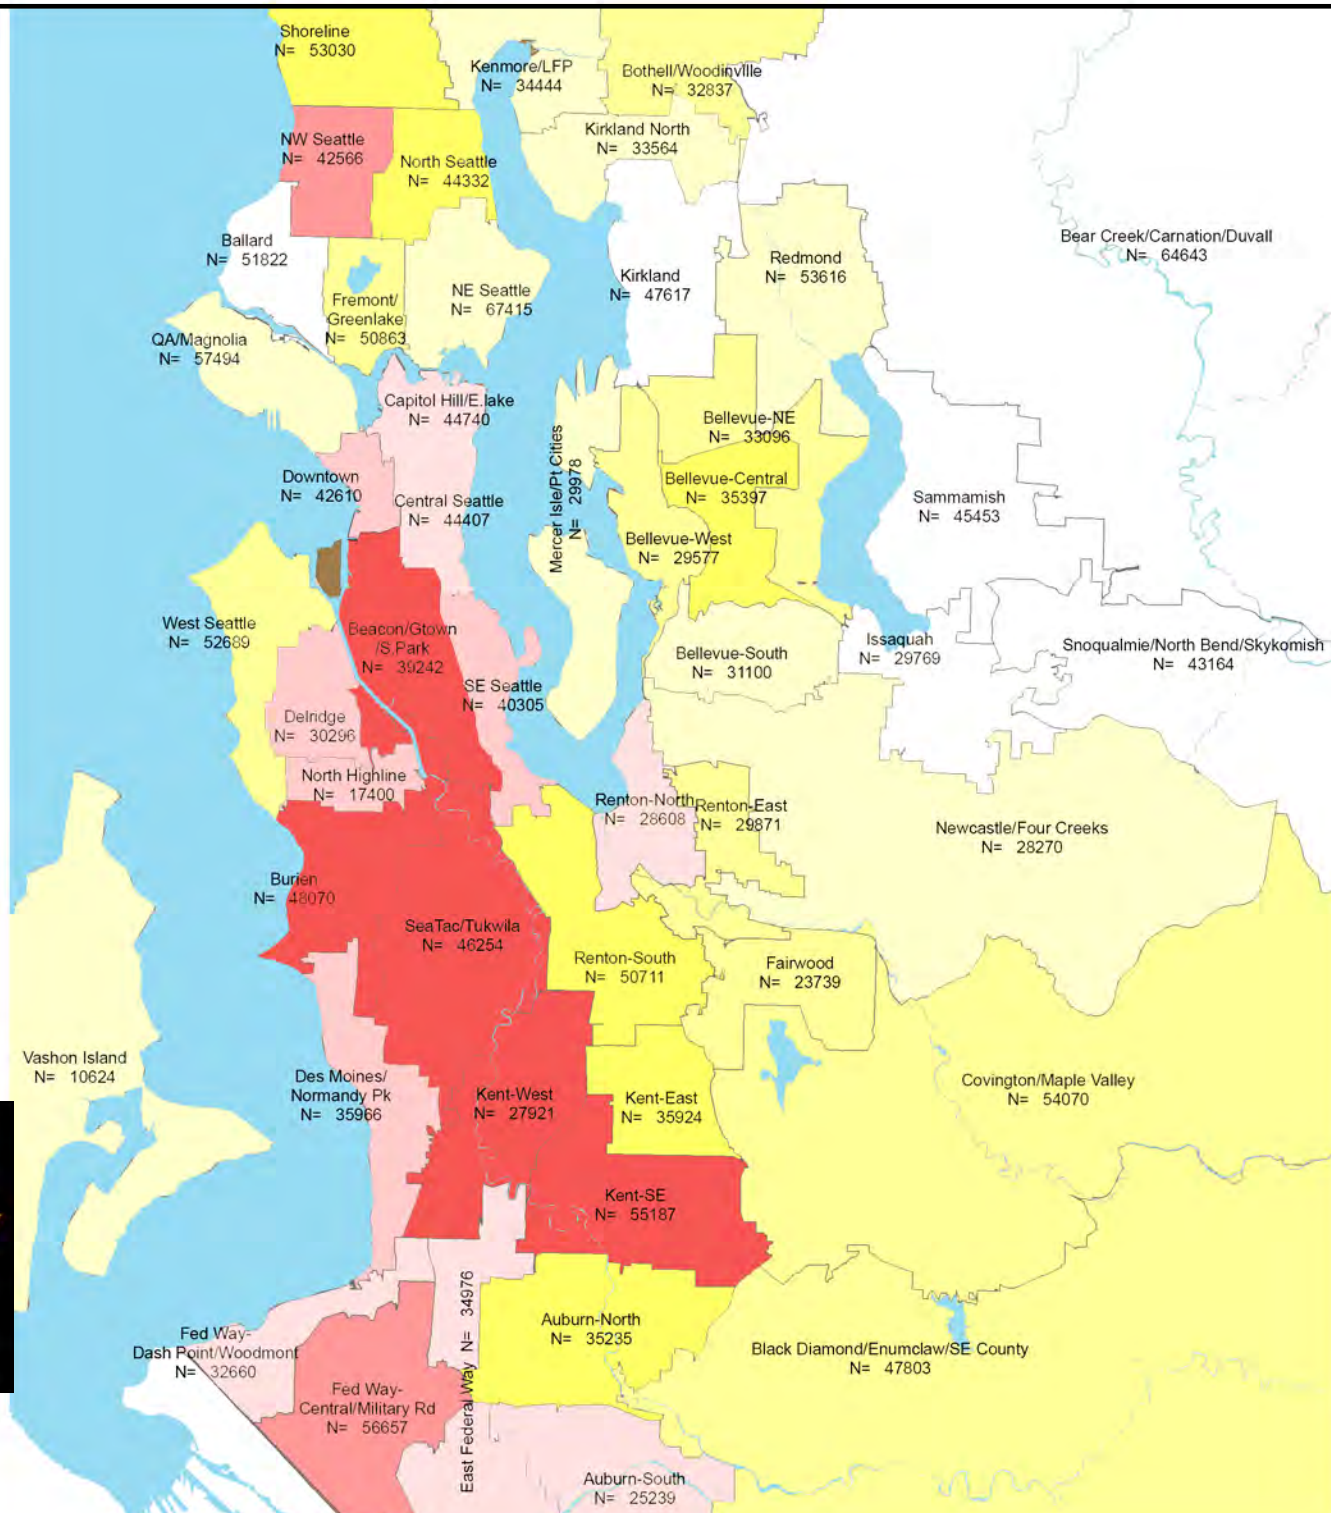 Shoreline
N= 53030
Kenmore/LFP
N= 34444
Bothell/Woodinville
N= 32837
NW Seattle
N= 42566
North Seattle
N= 44332
Kirkland North
N= 33564
Ballard
N= 51822
Fremont/
Greenlake
N= 50863
NE Seattle
N= 67415
Kirkland
N= 47617
Redmond
N= 53616
Bear Creek/Carnation/Duvall
N= 64643
QA/Magnolia
N= 57494
Capitol Hill/E.lake
N= 44740
Bellevue-NE
N= 33096
Downtown
N= 42610
Central Seattle
N= 44407
Mercer Isle/Pt Cities
N= 29978
Bellevue-Central
N= 35397
Sammamish
N= 45453
Bellevue-West
N= 29577
West Seattle
N= 52689
Beacon/Gtown
/S.Park
N= 39242
Bellevue-South
N= 31100
Issaquah
N= 29769
Snoqualmie/North Bend/Skykomish
N= 43164
SE Seattle
N= 40305
Delridge
N= 30296
North Highline
N= 17400
Renton-North
N= 28608
Renton-East
N= 29871
Newcastle/Four Creeks
N= 28270
Burien
N= 48070
SeaTac/Tukwila
N= 46254
Renton-South
N= 50711
Fairwood
N= 23739
Vashon Island
N= 10624
Des Moines/
Normandy Pk
N= 35966
Kent-West
N= 27921
Kent-East
N= 35924
Covington/Maple Valley
N= 54070
Kent-SE
N= 55187
Fed Way-
Dash Point/Woodmont
N= 32660
East Federal Way N= 34976
Auburn-North
N= 35235
Black Diamond/Enumclaw/SE County
N= 47803
Fed Way-
Central/Military Rd
N= 56657
Auburn-South
N= 25239